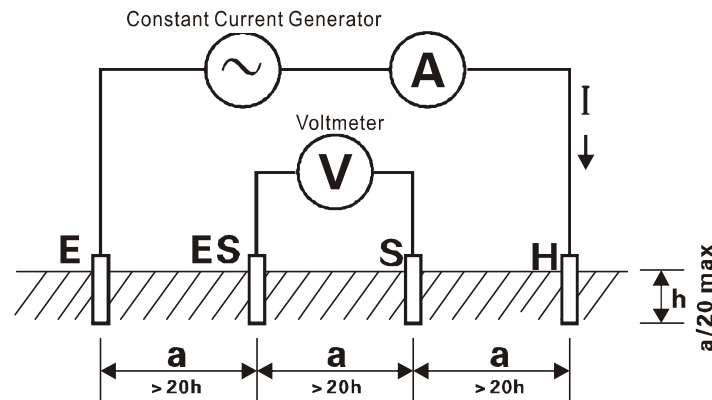 Constant Current Generator
A
I
Voltmeter
V
E
ES
S
H
h
a/20 max
a
a
a
>20h
>20h
>20h